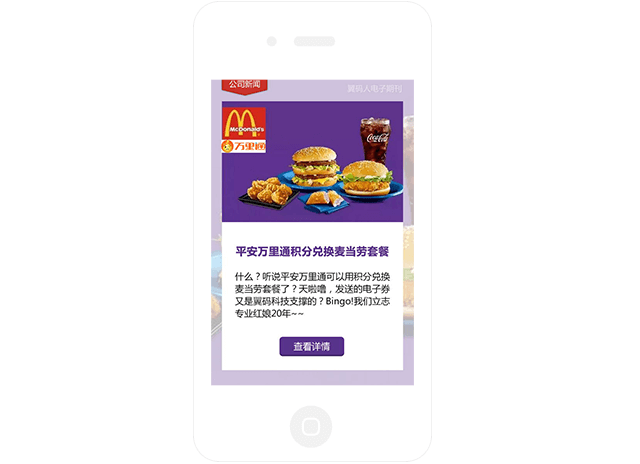 公司新闻
翼码人电子期刊
McDonald's
万里通
Coca-Cola
平安万里通积分兑换麦当劳套餐
什么？听说平安万里通可以用积分兑换
麦当劳套餐了？天啦噜，发送的电子券
又是翼码科技支撑的？Bingo!我们立志
专业红娘20年~~
查看详情